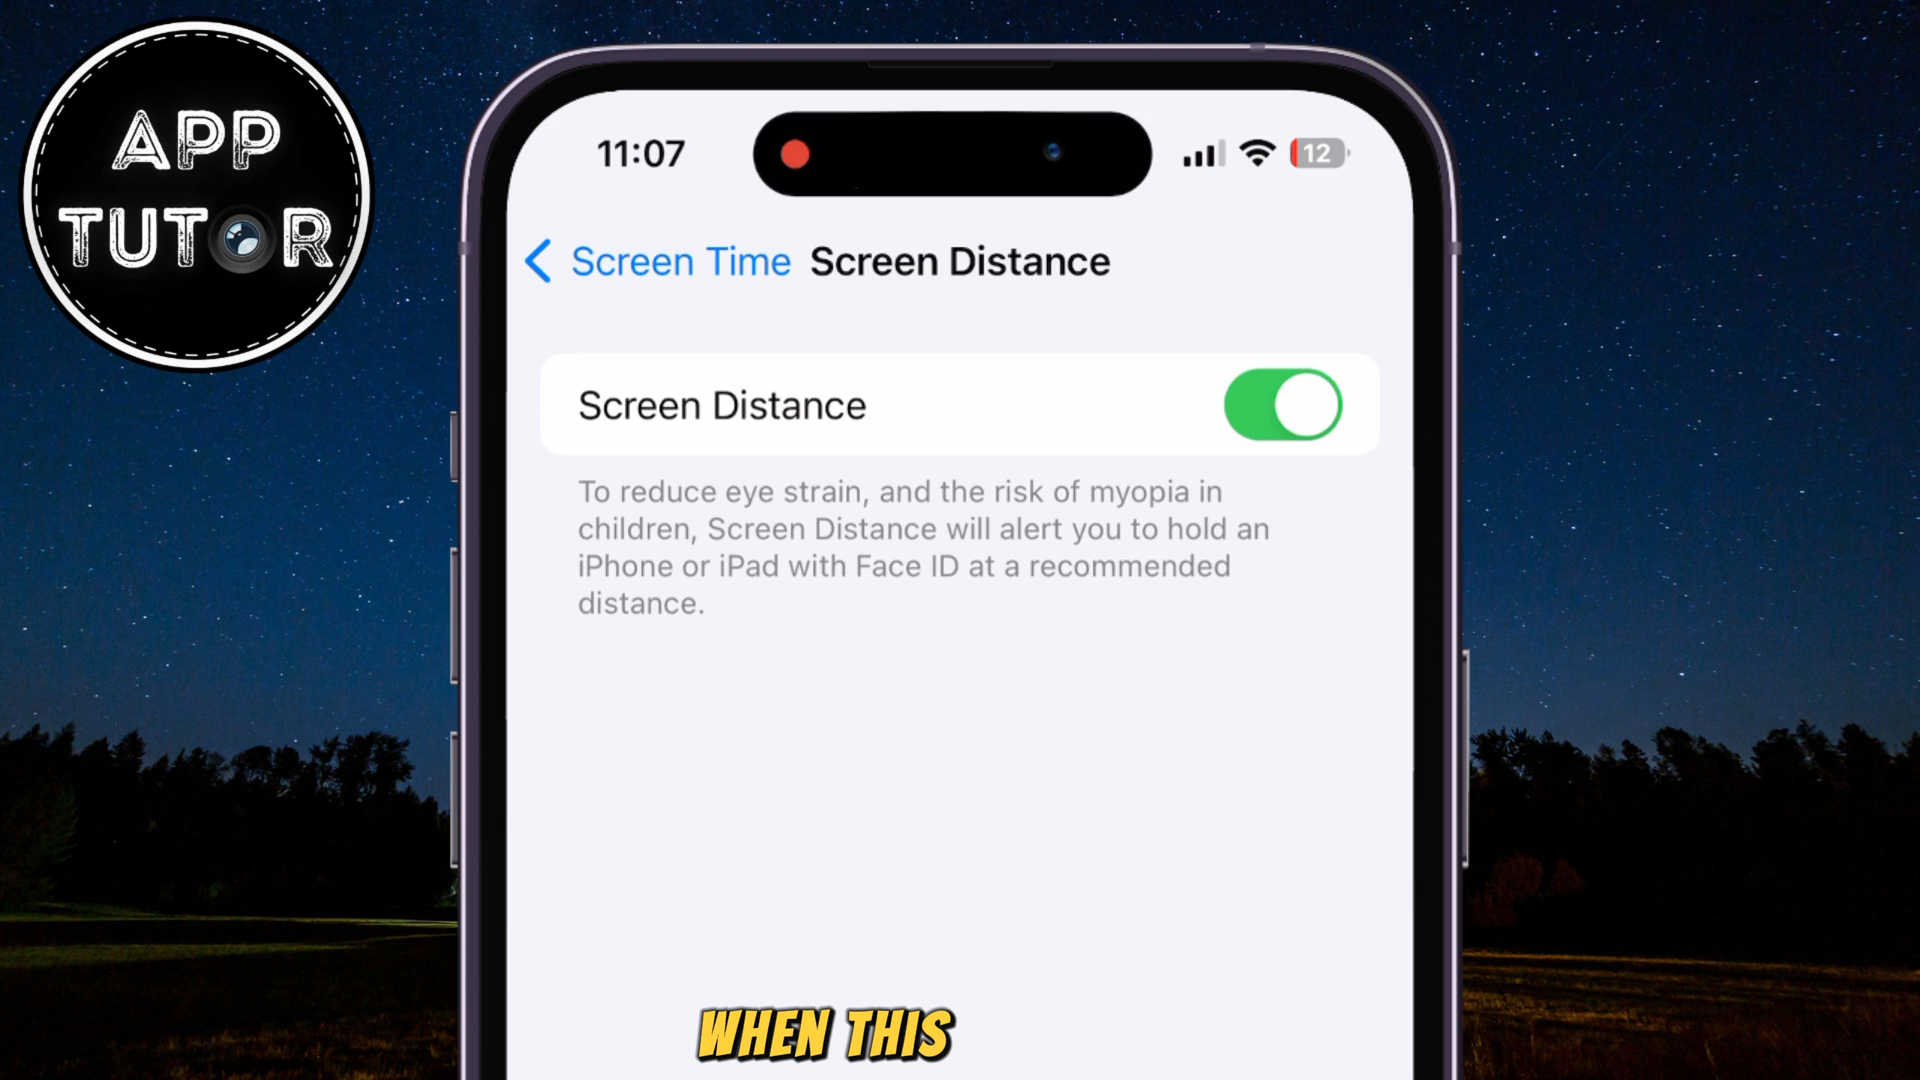 APP
TUTOR
11:07
12
Screen Time Screen Distance
Screen Distance
To reduce eye strain, and the risk of myopia in
children, Screen Distance will alert you to hold an
iPhone or iPad with Face ID at a recommended
distance.
WHEN THIS